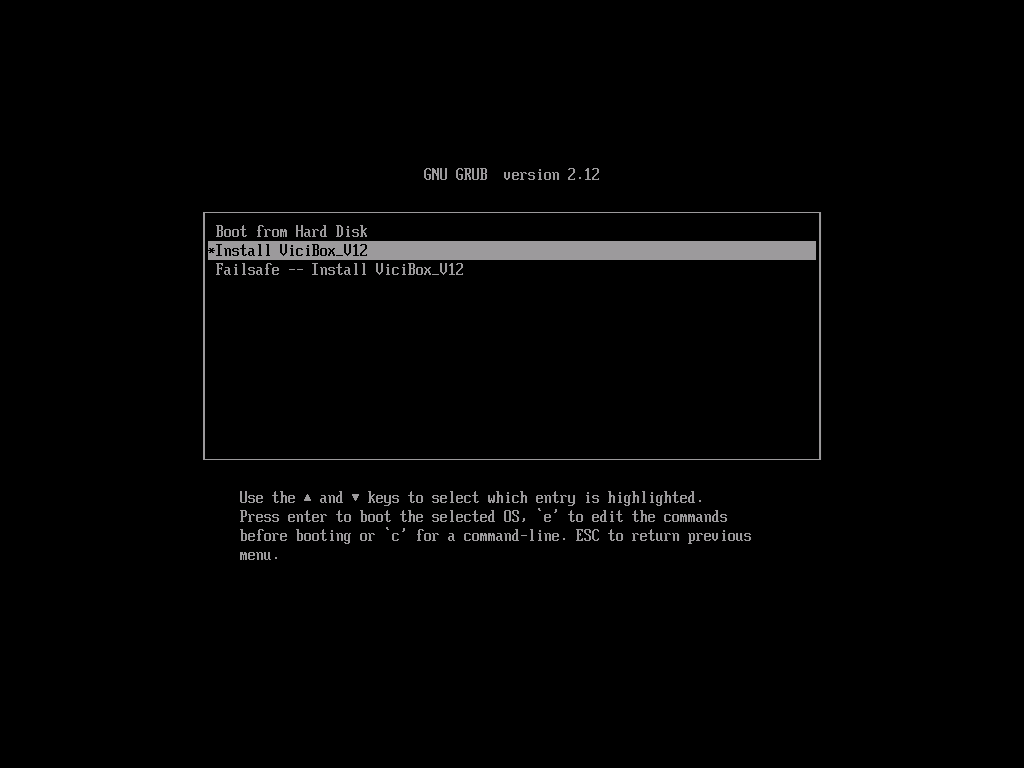 GNU GRUB  version 2.12
Boot from Hard Disk
*Install ViciBox_V12
Failsafe -- Install ViciBox_V12
Use the ▲ and ▼ keys to select which entry is highlighted.
Press enter to boot the selected OS, `e' to edit the commands
before booting or `c' for a command-line. ESC to return previous
menu.